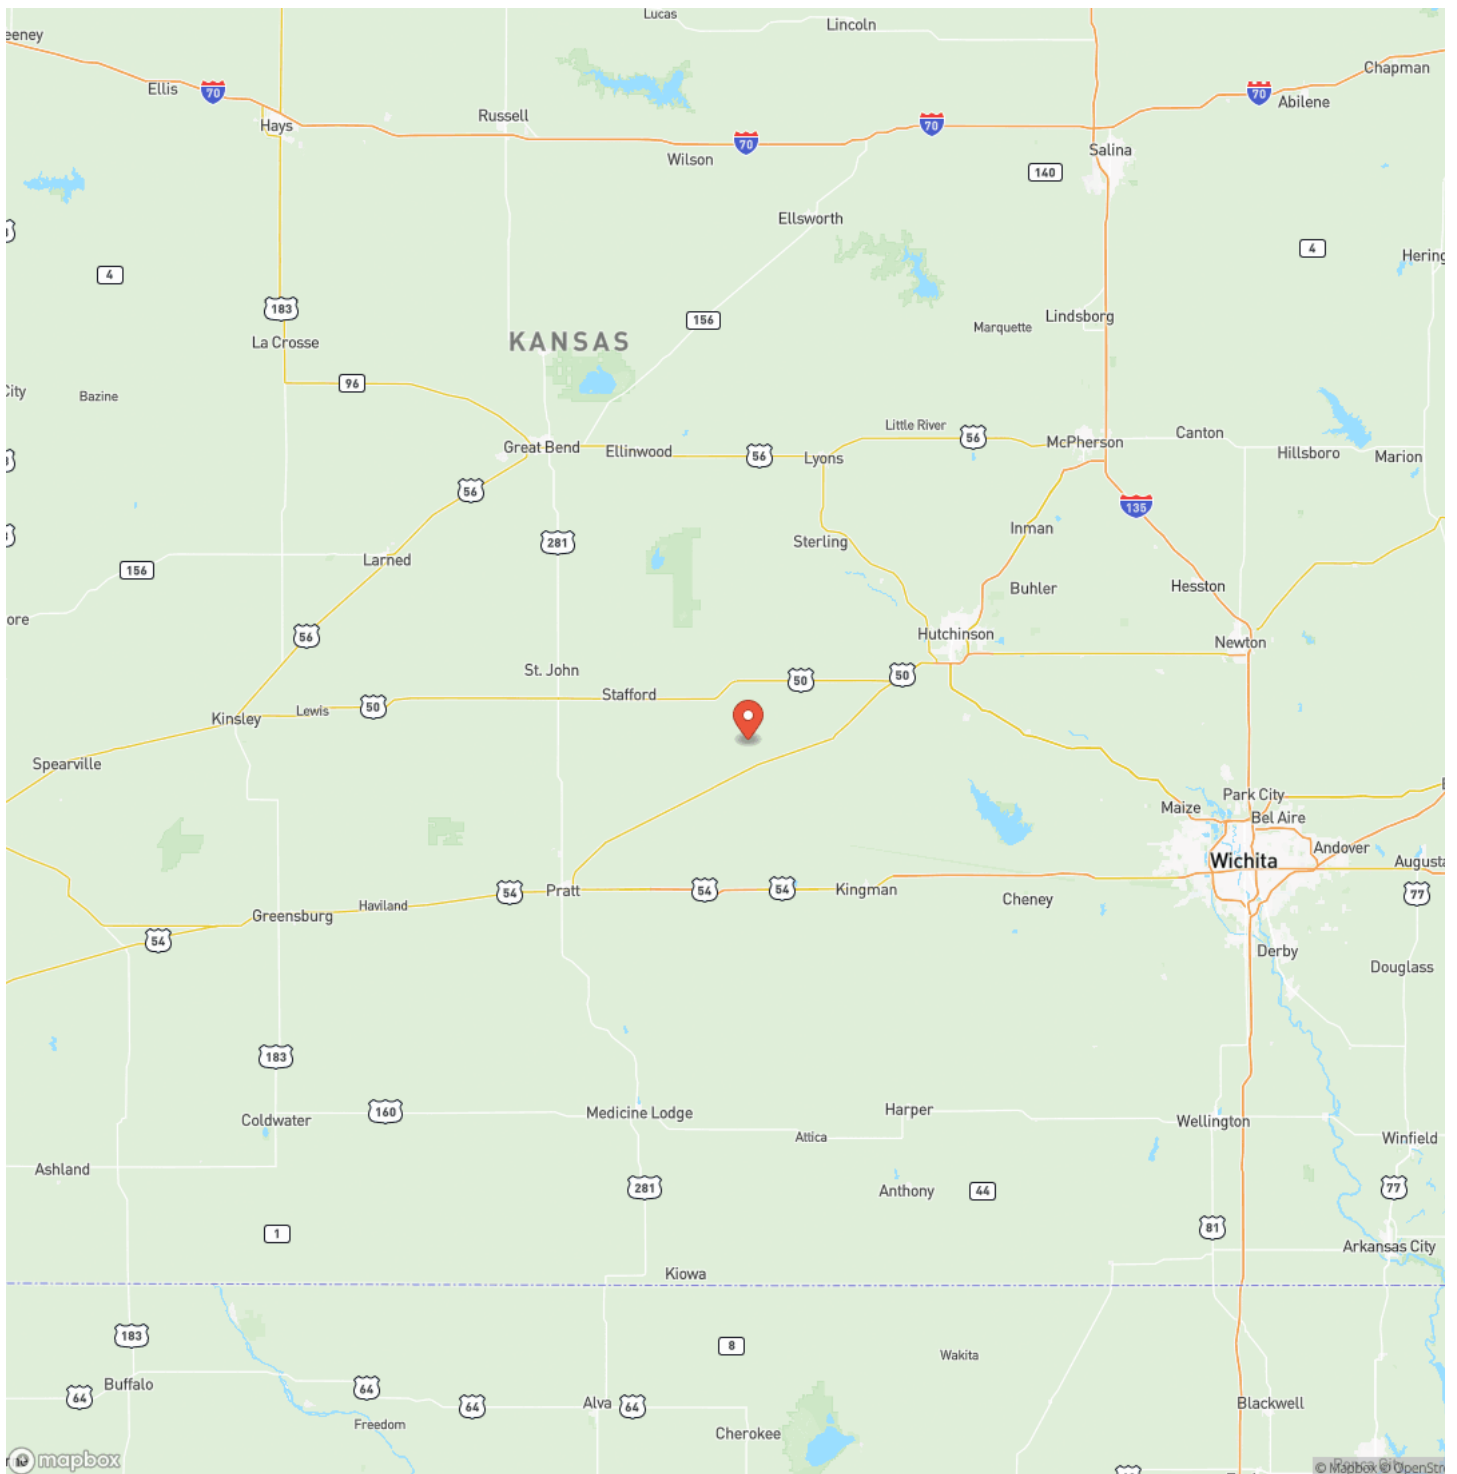 Lucas
Lincoln
eeney
Chapman
Ellis
70
70
Abilene
Hays
Russell
70
70
Wilson
Salina
140
Ellsworth
4
4
Hering
183
156
Lindsborg
Marquette
La Crosse
KANSAS
96
City
Bazine
Little River
56
Canton
Great Bend
Ellinwood
56
Lyons
McPherson
Hillsboro
Marion
56
135
281
Sterling
Inman
Larned
156
Buhler
Hesston
ore
56
Hutchinson
Newton
St. John
50
50
Stafford
Kinsley
Lewis
50
Spearville
Park City
Maize
Bel Aire
Andover
Wichita
Augusta
54
Pratt
54
54
Kingman
77
Greensburg
Haviland
Cheney
54
Derby
Douglass
183
Coldwater
160
Medicine Lodge
Harper
Wellington
Attica
Winfield
Ashland
281
Anthony
44
77
1
81
Arkansas City
Kiowa
183
8
Wakita
Buffalo
64
64
64
Alva
64
Blackwell
Freedom
Cherokee
mapbox
© Mapbox © OpenStre